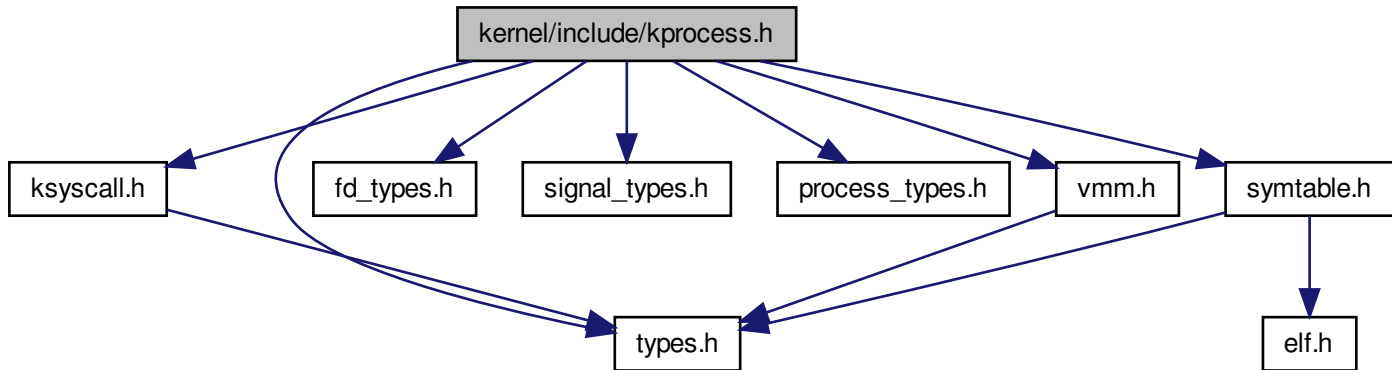 kernel/include/kprocess.h
ksyscall.h
fd_types.h
signal_types.h
process_types.h
vmm.h
symtable.h
types.h
elf.h